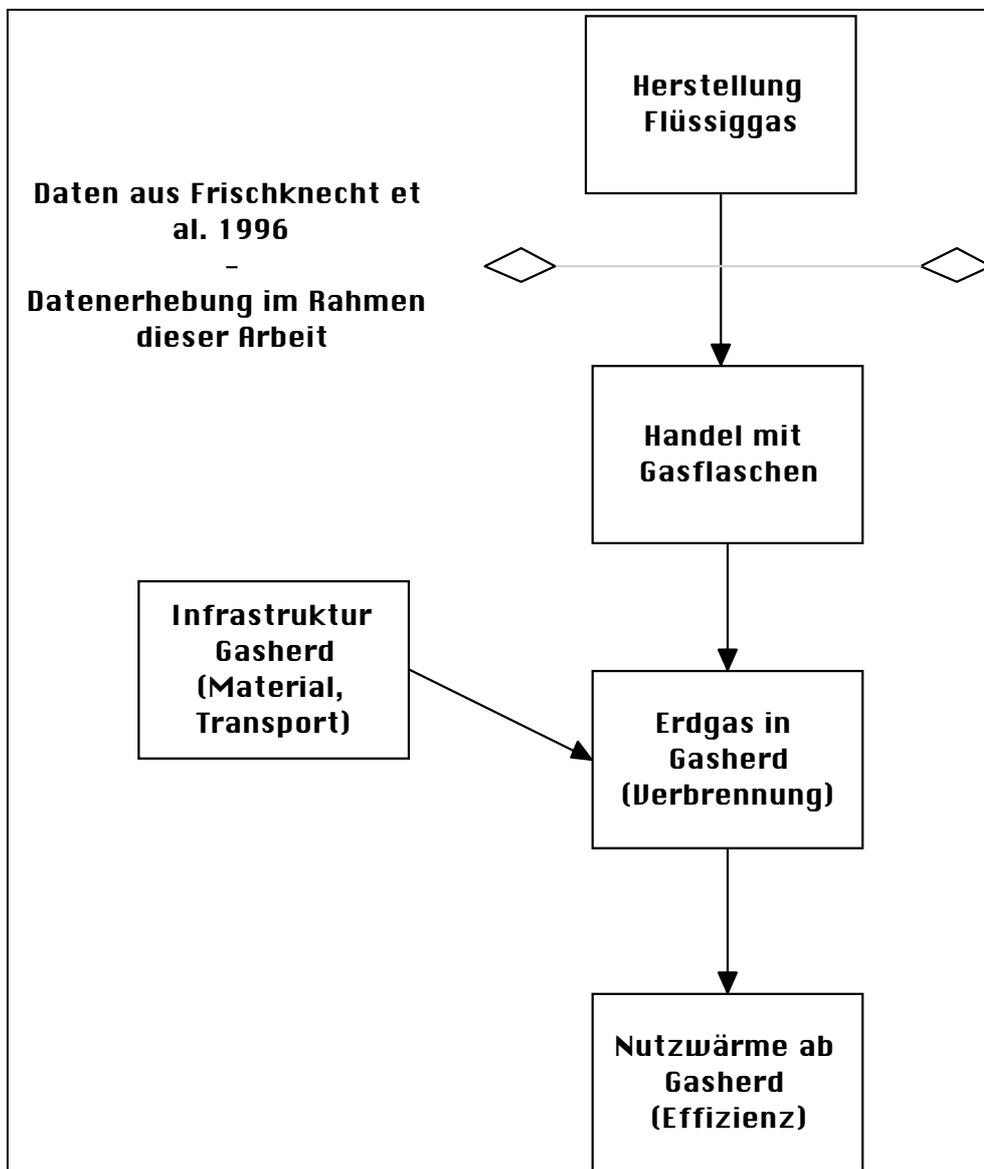 Herstellung
Flüssiggas
Daten aus Frischknecht et
al. 1996
–
Datenerhebung im Rahmen
dieser Arbeit
Handel mit
Gasflaschen
Infrastruktur
Gasherd
(Material,
Transport)
Erdgas in
Gasherd
(Verbrennung)
Nutzwärme ab
Gasherd
(Effizienz)